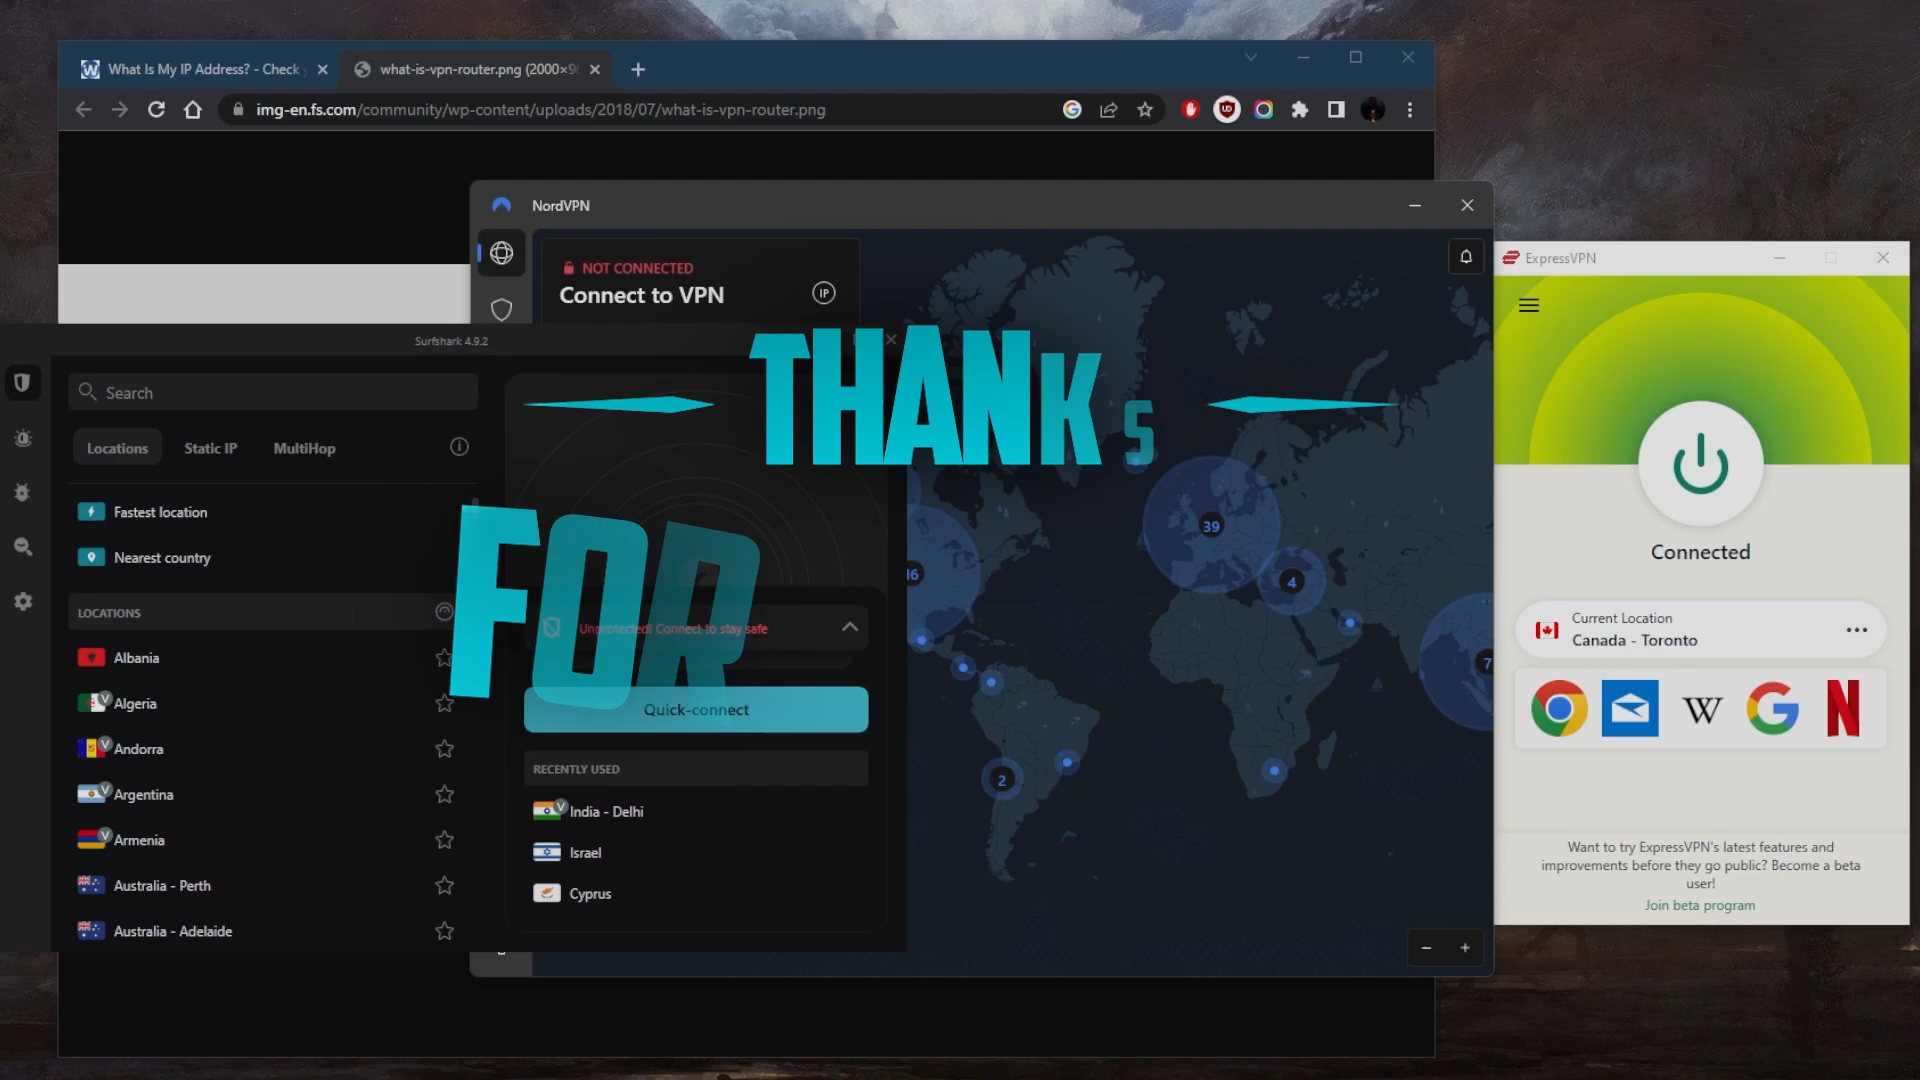 What Is My IP Address? - Check
what-is-vpn-router.png (2000×9
img-en.fs.com/community/wp-content/uploads/2018/07/what-is-vpn-router.png
NordVPN
NOT CONNECTED
Connect to VPN
IP
ExpressVPN
Surfshark 4.9.2
THANKS
FOR
Search
Locations
Static IP
MultiHop
Fastest location
Nearest country
LOCATIONS
Albania
Algeria
Andorra
Argentina
Armenia
Australia - Perth
Australia - Adelaide
Unprotected! Connect to stay safe
Quick-connect
RECENTLY USED
India - Delhi
Israel
Cyprus
16
39
4
7
2
Connected
Current Location
Canada - Toronto
Want to try ExpressVPN's latest features and
improvements before they go public? Become a beta
user!
Join beta program